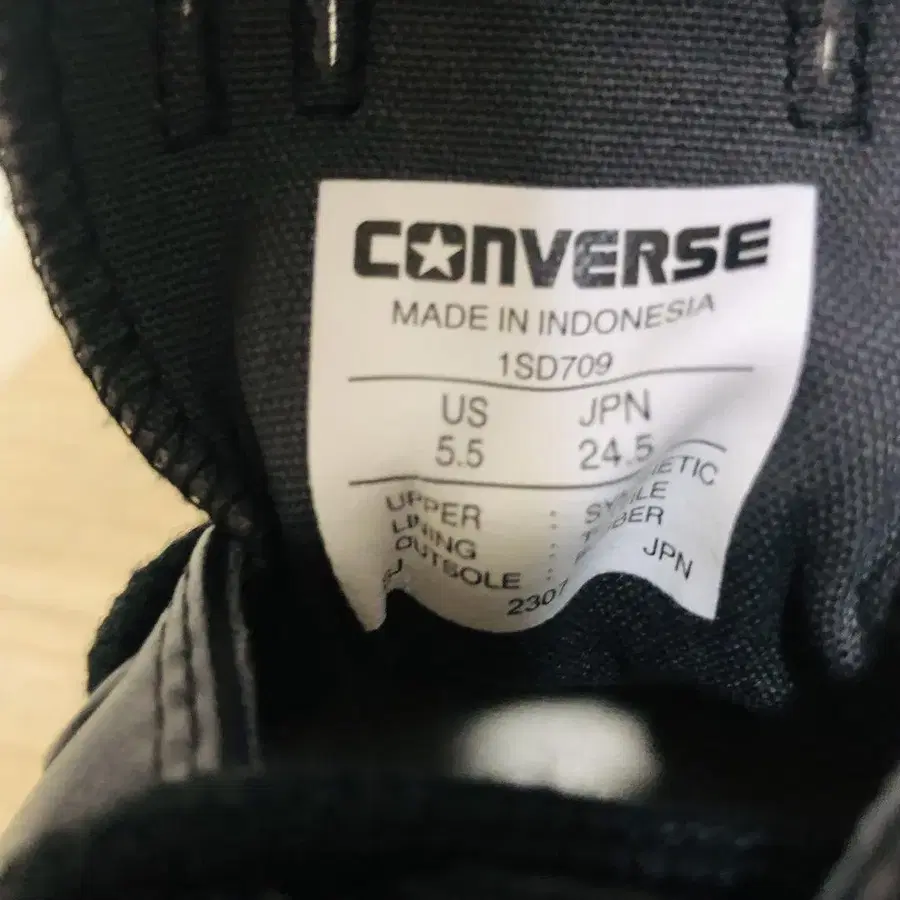 CONVERSE
MADE IN INDONESIA
1SD709
US JPN
5.5 24.5
UPPER :
LINING :
OUTSOLE :
2307 JPN